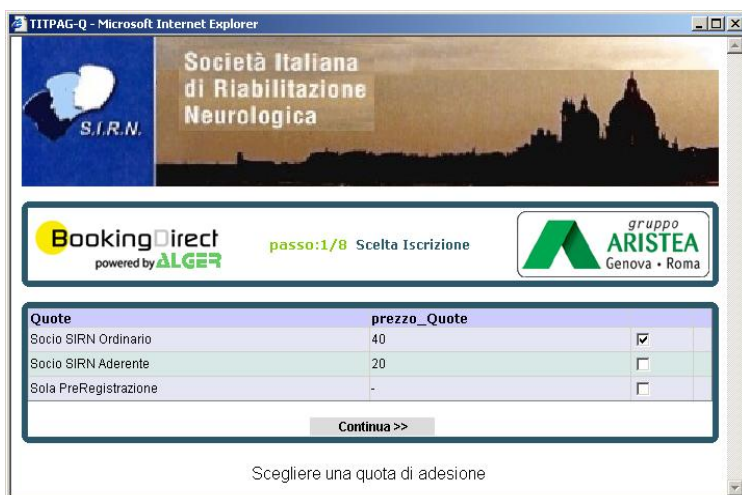 TITPAG-Q - Microsoft Internet Explorer
Società Italiana
di Riabilitazione
Neurologica
S.I.R.N.
BookingDirect
powered by ALGER
passo:1/8 Scelta Iscrizione
gruppo
ARISTEA
Genova • Roma
Quote prezzo_Quote
Socio SIRN Ordinario 40
Socio SIRN Aderente 20
Sola PreRegistrazione -
Continua >>
Scegliere una quota di adesione